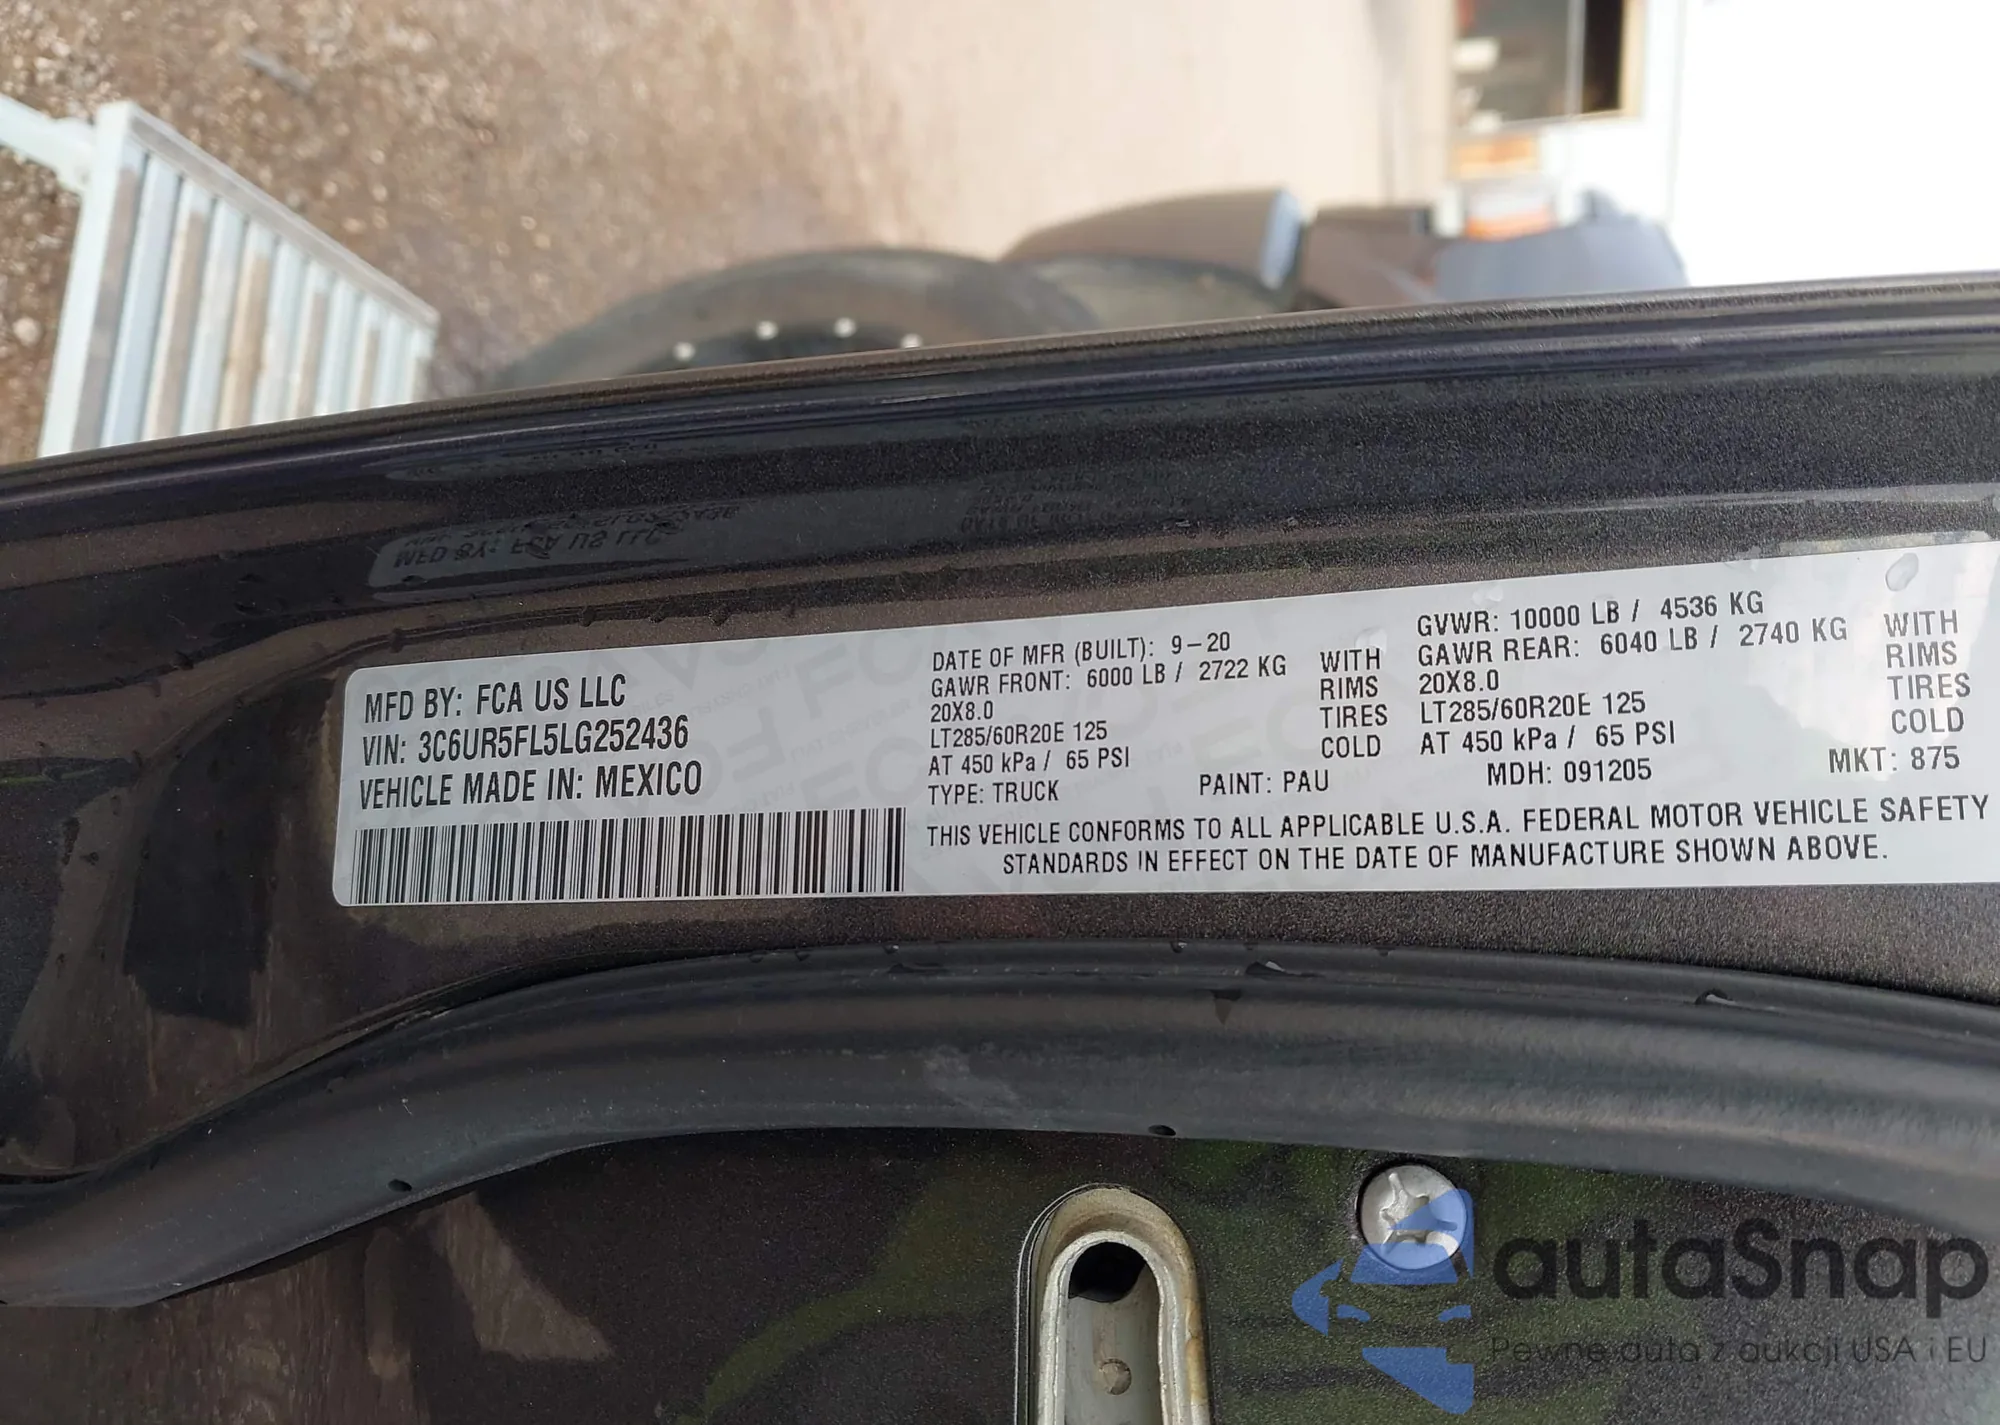 MFD BY: FCA US LLC
VIN: 3C6UR5FL5LG252436
VEHICLE MADE IN: MEXICO
DATE OF MFR (BUILT): 9-20
GAWR FRONT: 6000 LB / 2722 KG WITH
20X8.0 RIMS
LT285/60R20E 125 TIRES
AT 450 kPa / 65 PSI COLD
GVWR: 10000 LB / 4536 KG
GAWR REAR: 6040 LB / 2740 KG WITH
20X8.0 RIMS
LT285/60R20E 125 TIRES
AT 450 kPa / 65 PSI COLD
TYPE: TRUCK PAINT: PAU MDH: 091205 MKT: 875
THIS VEHICLE CONFORMS TO ALL APPLICABLE U.S.A. FEDERAL MOTOR VEHICLE SAFETY
STANDARDS IN EFFECT ON THE DATE OF MANUFACTURE SHOWN ABOVE.
autaSnap
Pewne auta z aukcji USA i EU